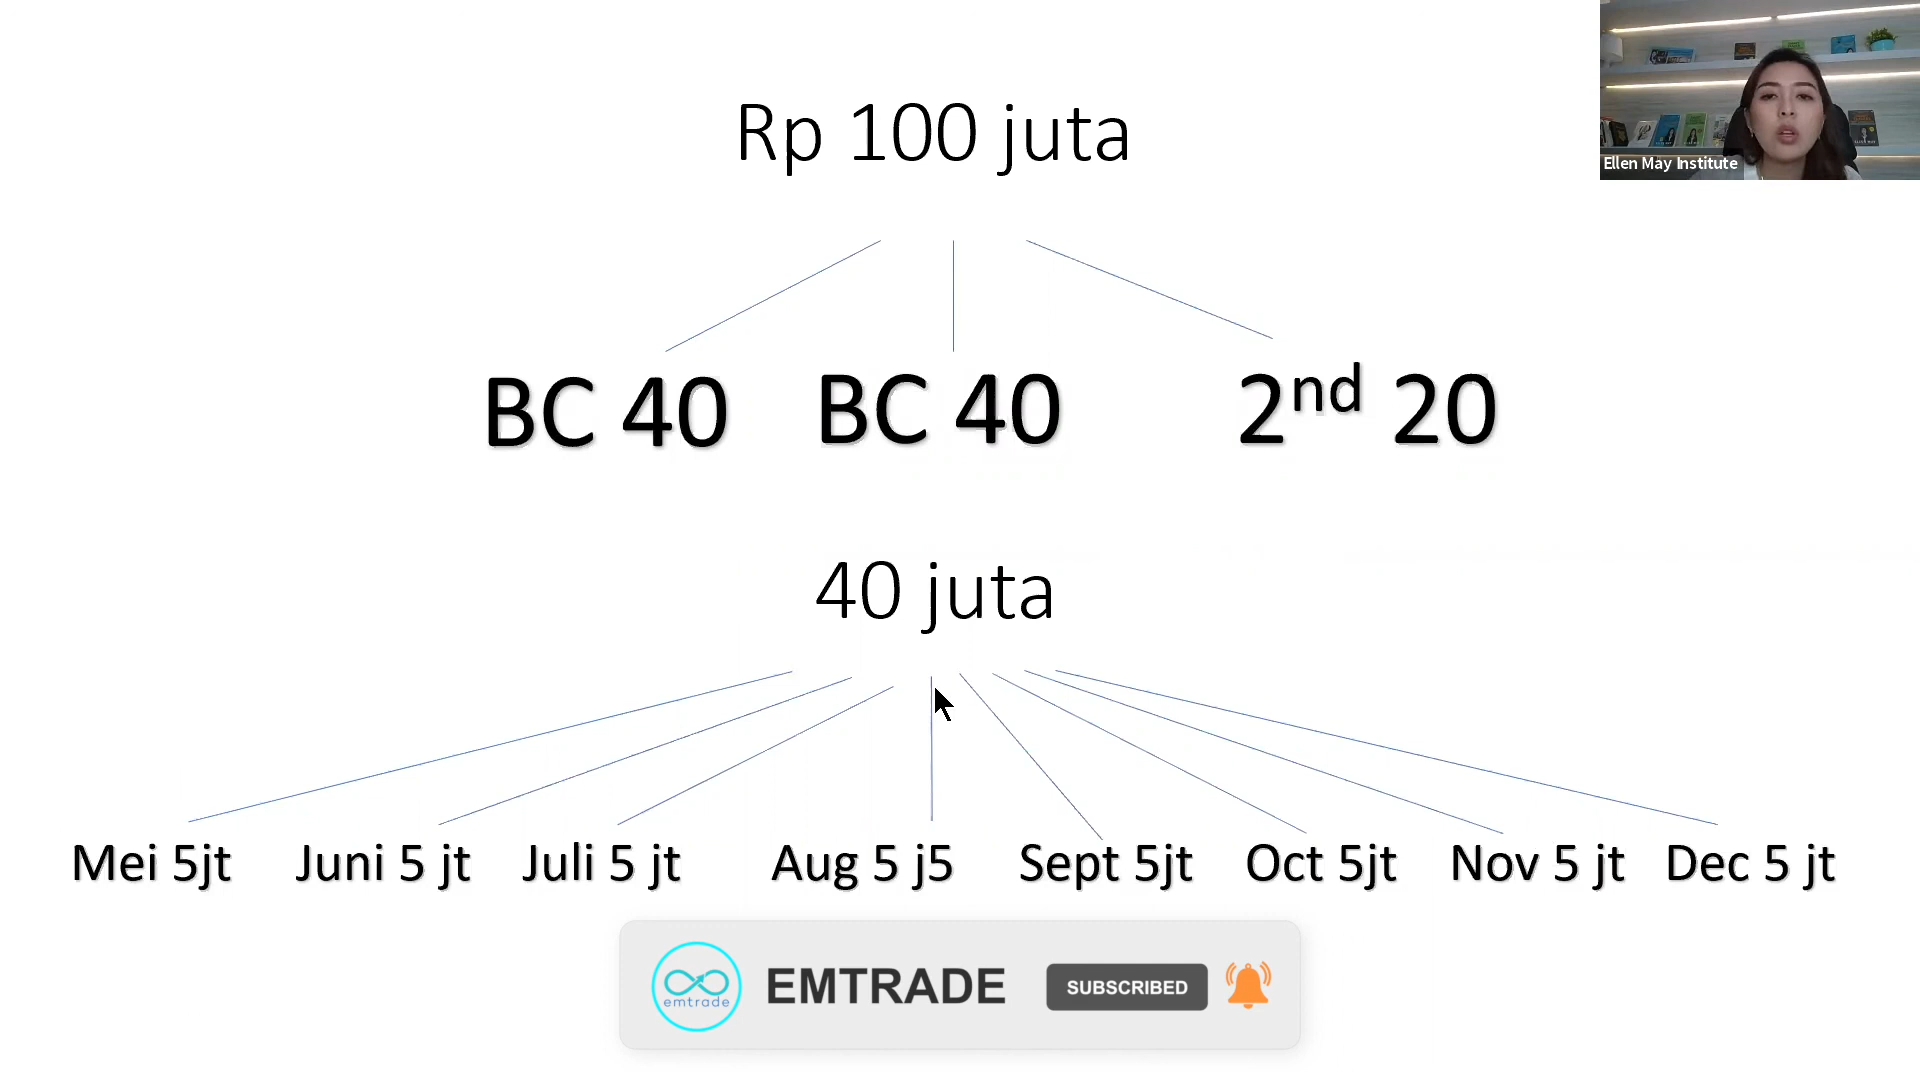 Rp 100 juta
Ellen May Institute
BC 40 BC 40 2nd 20
40 juta
Mei 5jt Juni 5 jt Juli 5 jt Aug 5 j5 Sept 5jt Oct 5jt Nov 5 jt Dec 5 jt
emtrade EMTRADE SUBSCRIBED